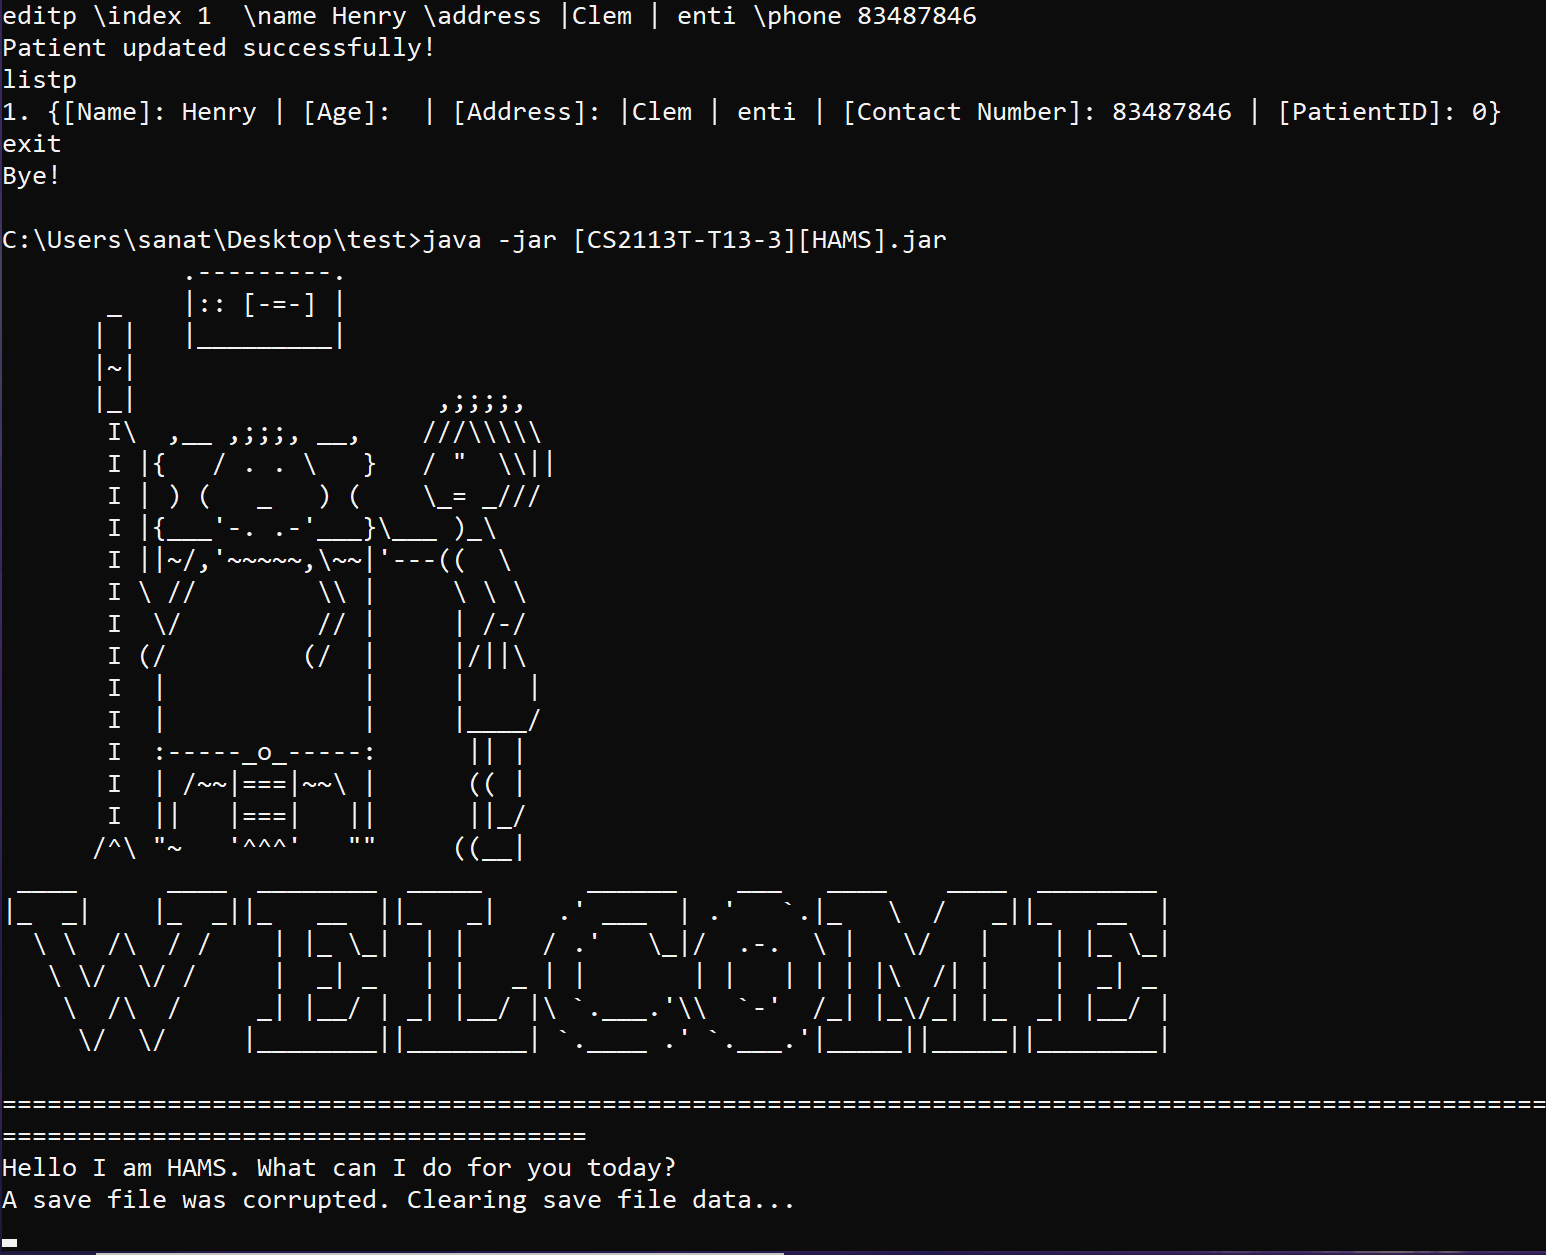 editp \index 1  \name Henry \address |Clem | enti \phone 83487846
Patient updated successfully!
listp
1. {[Name]: Henry | [Age]:  | [Address]: |Clem | enti | [Contact Number]: 83487846 | [PatientID]: 0}
exit
Bye!
C:\Users\sanat\Desktop\test>java -jar [CS2113T-T13-3][HAMS].jar
WELCOME
Hello I am HAMS. What can I do for you today?
A save file was corrupted. Clearing save file data...